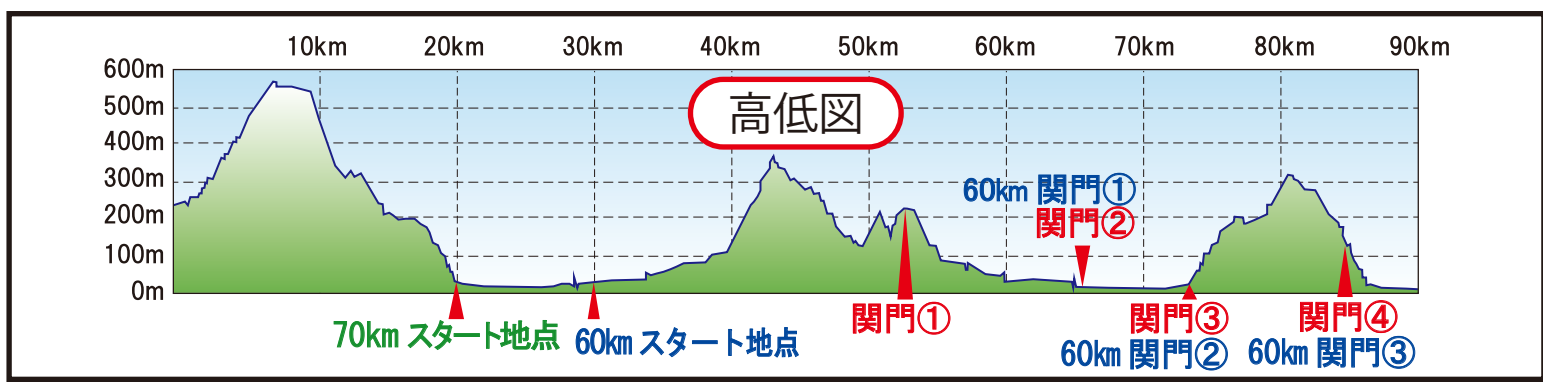 10km 20km 30km 40km 50km 60km 70km 80km 90km
600m
500m
400m
300m
200m
100m
0m
高低図
60km 関門①
関門②
70km スタート地点
60km スタート地点
関門①
関門③
60km 関門②
関門④
60km 関門③